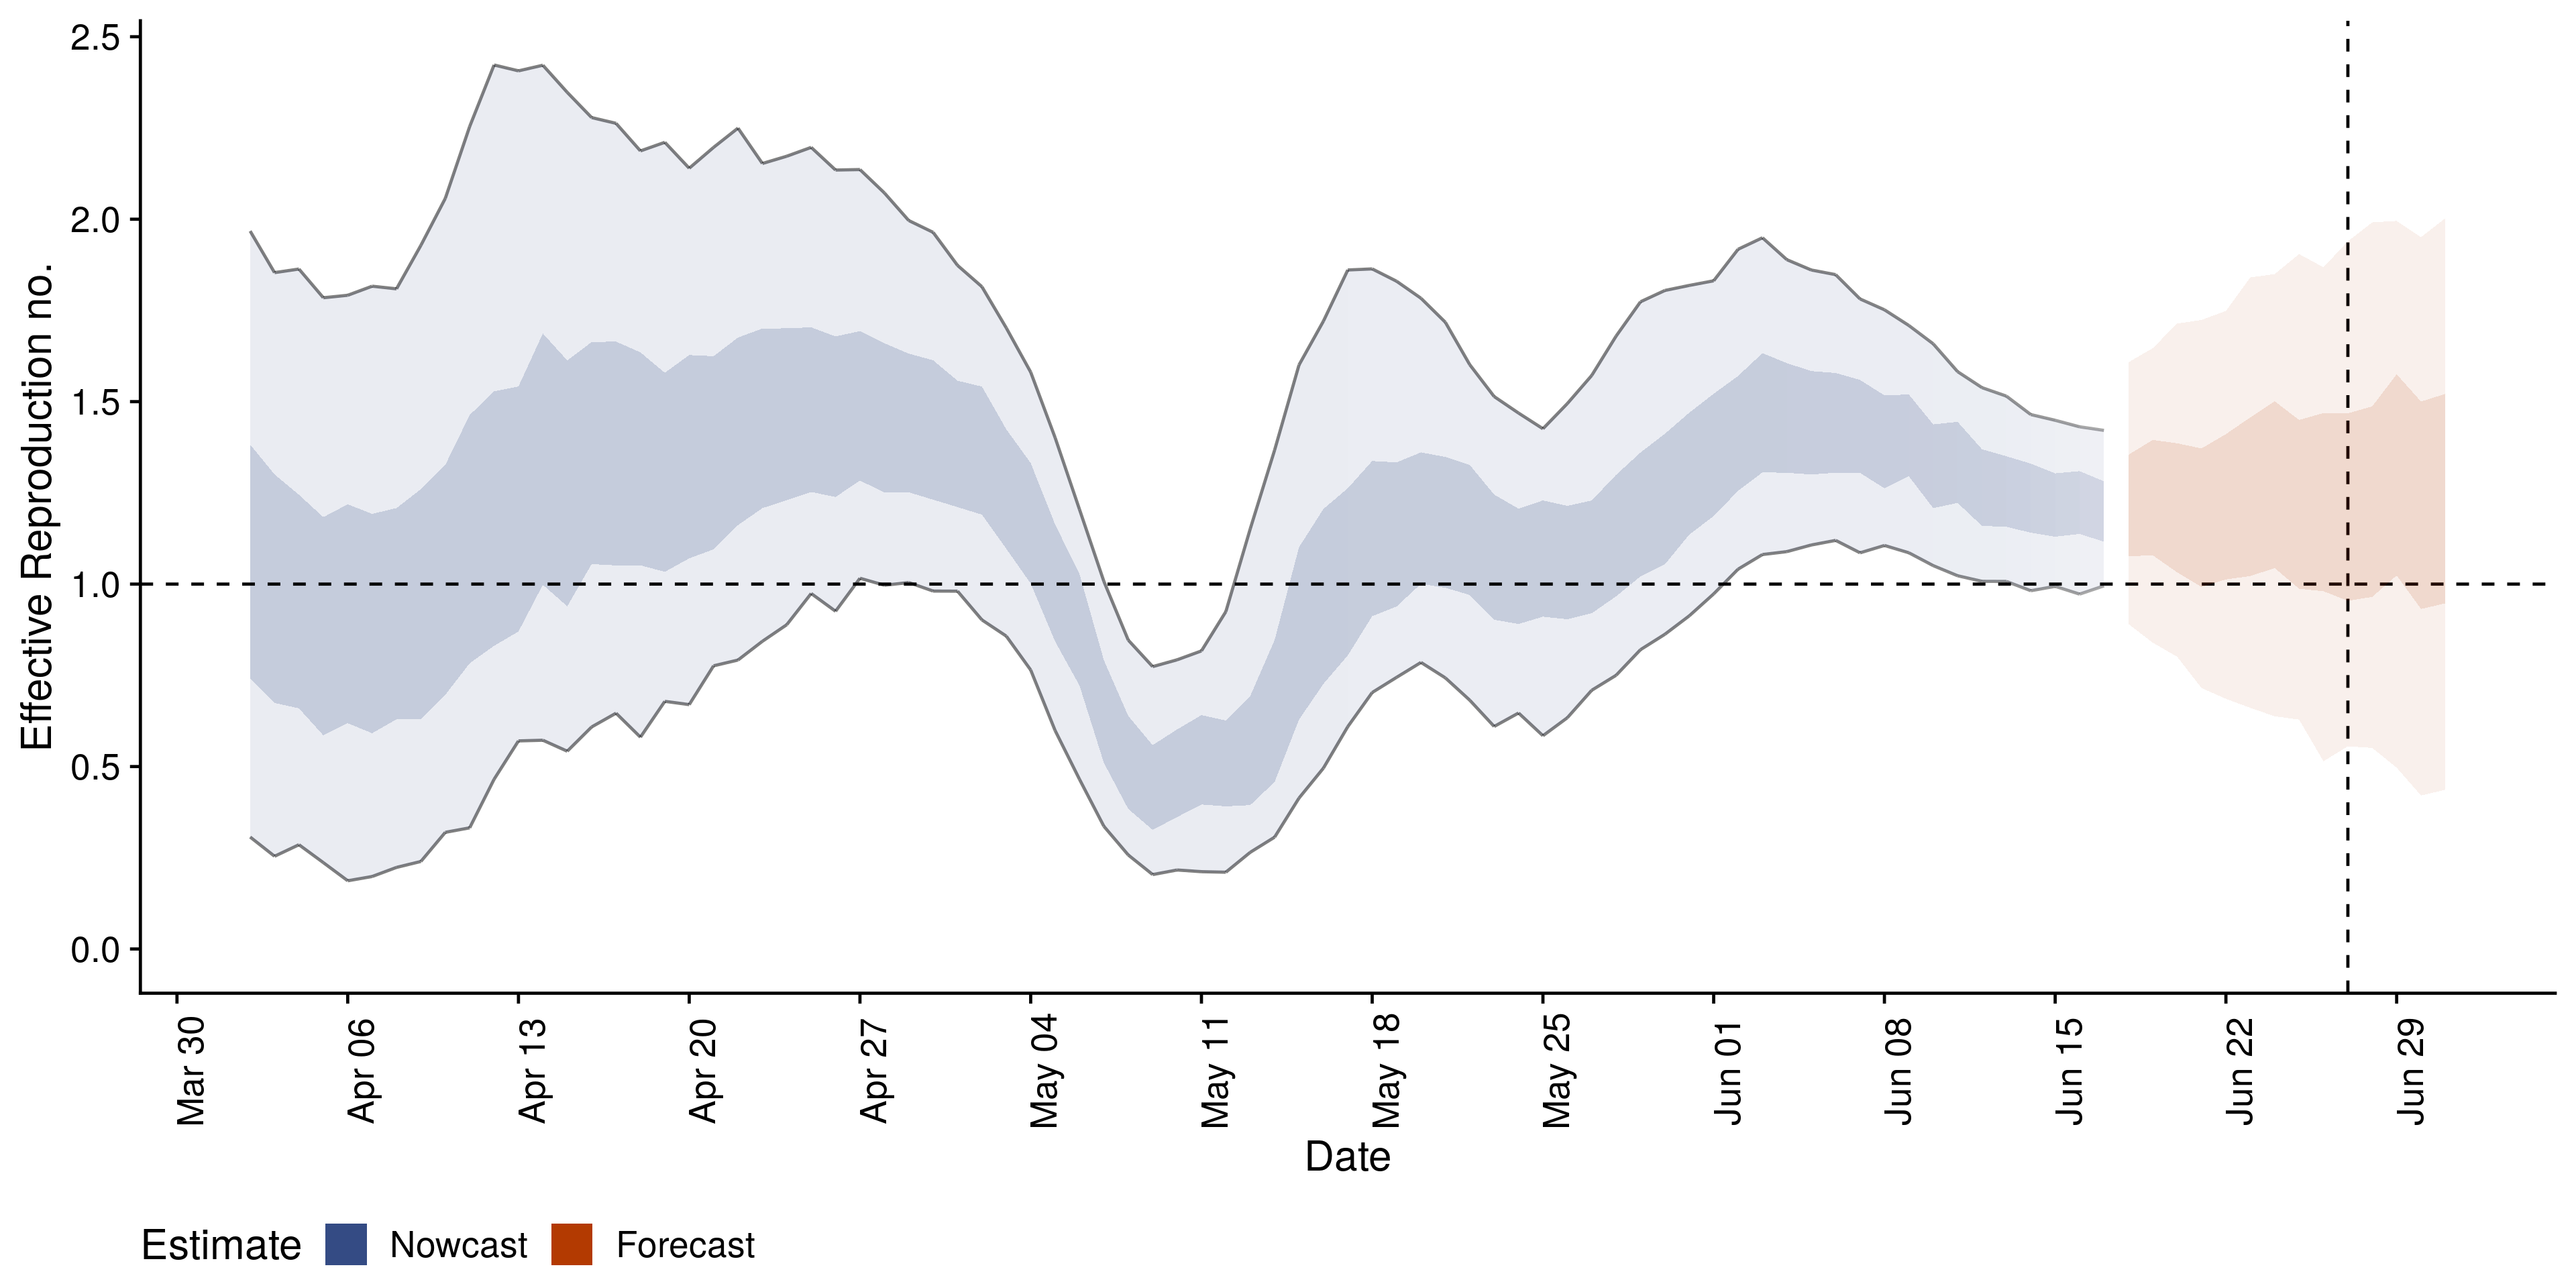 Effective Reproduction no.
2.5
2.0
1.5
1.0
0.5
0.0
Mar 30
Apr 06
Apr 13
Apr 20
Apr 27
May 04
May 11
May 18
May 25
Jun 01
Jun 08
Jun 15
Jun 22
Jun 29
Date
Estimate Nowcast Forecast